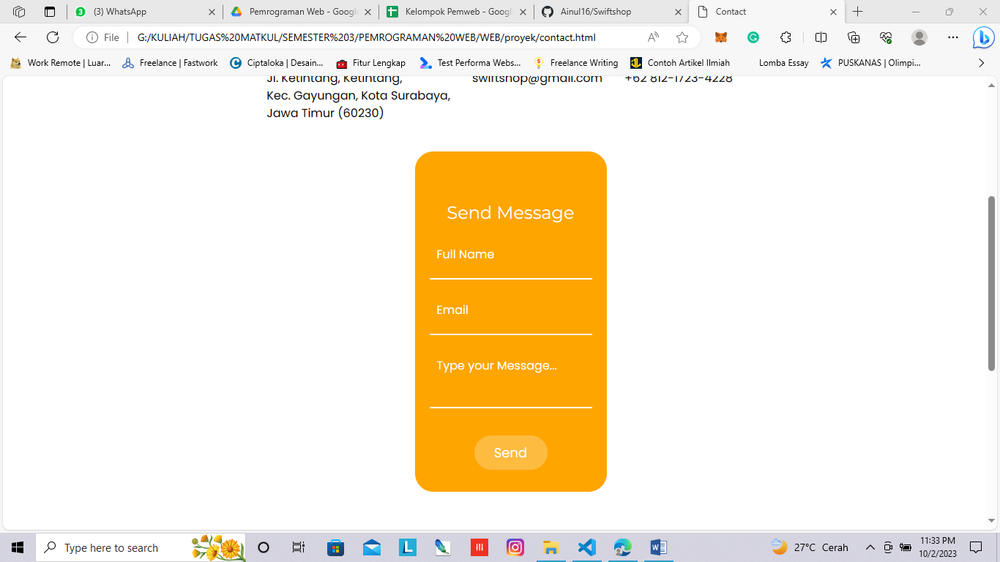 (3) WhatsApp
Pemrograman Web - Googl
Kelompok Pemweb - Googl
Ainul16/Swiftshop
Contact
File
G:/KULIAH/TUGAS%20MATKUL/SEMESTER%203/PEMROGRAMAN%20WEB/WEB/proyek/contact.html
Work Remote | Luar...
Freelance | Fastwork
Ciptaloka | Desain...
Fitur Lengkap
Test Performa Webs...
Freelance Writing
Contoh Artikel Ilmiah
Lomba Essay
PUSKANAS | Olimpi...
Jl. Ketintang, Ketintang,
Kec. Gayungan, Kota Surabaya,
Jawa Timur (60230)
swiftshop@gmail.com
+62 812-1723-4228
Send Message
Full Name
Email
Type your Message...
Send
Type here to search
27°C Cerah
11:33 PM
10/2/2023